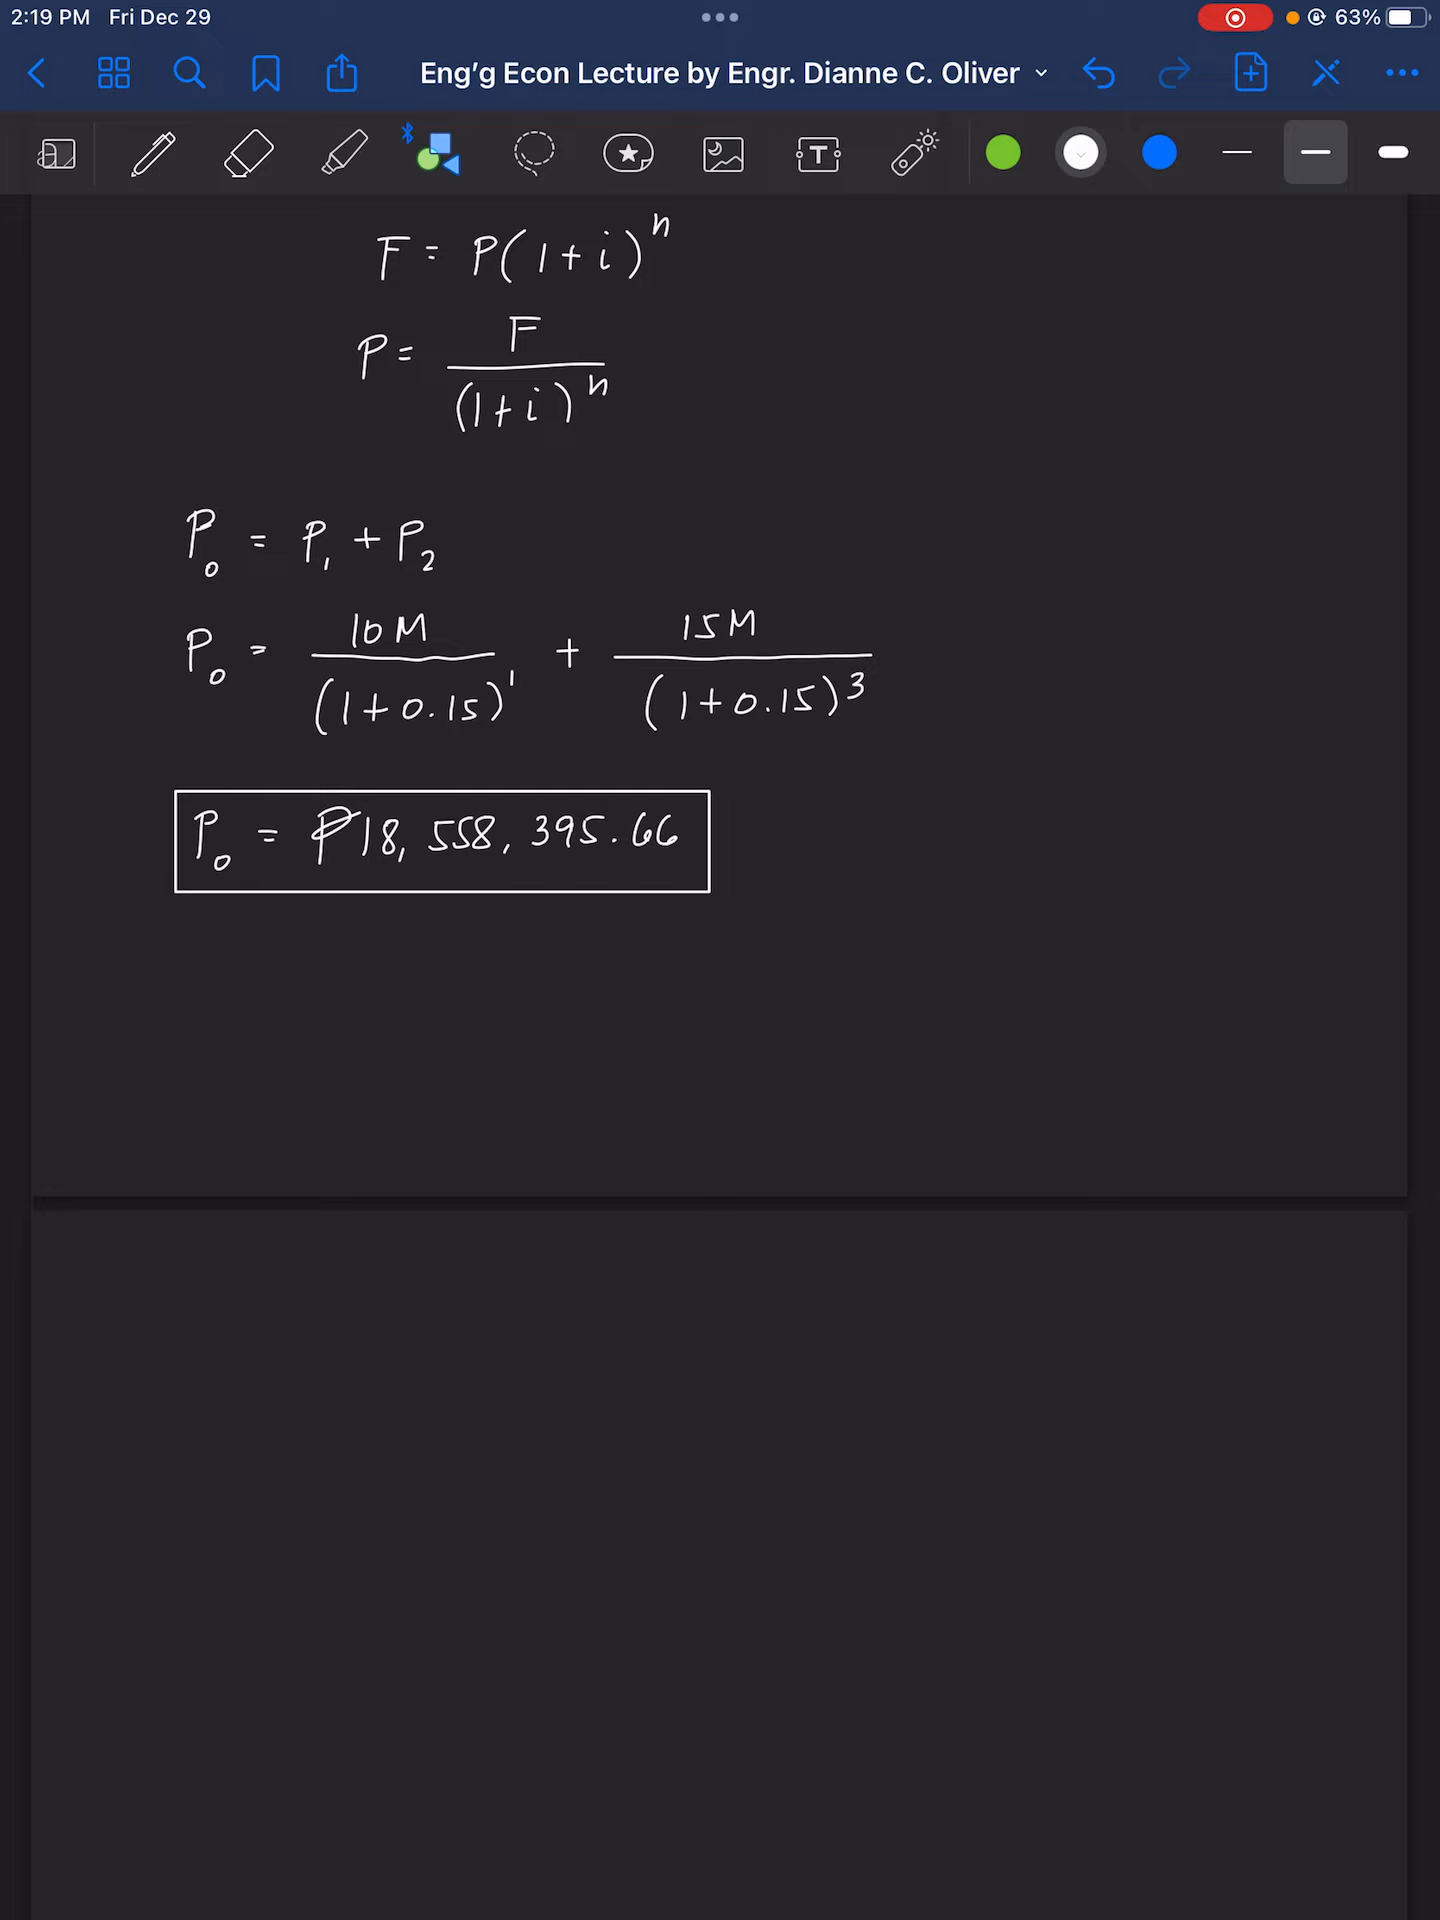 2:19 PM Fri Dec 29
63%
Eng'g Econ Lecture by Engr. Dianne C. Oliver
F = P(1+i)^n
P = F/(1+i)^n
P₀ = P₁ + P₂
P₀ = 10M/(1+0.15)^1 + 15M/(1+0.15)^3
P₀ = ₱18,558,395.66